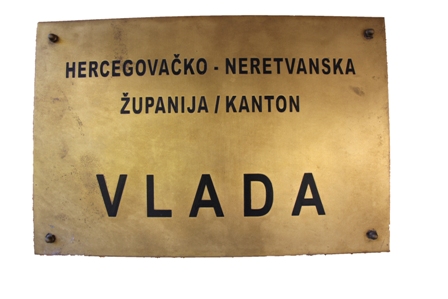 HERCEGOVAČKO - NERETVANSKA
ŽUPANIJA / KANTON
VLADA